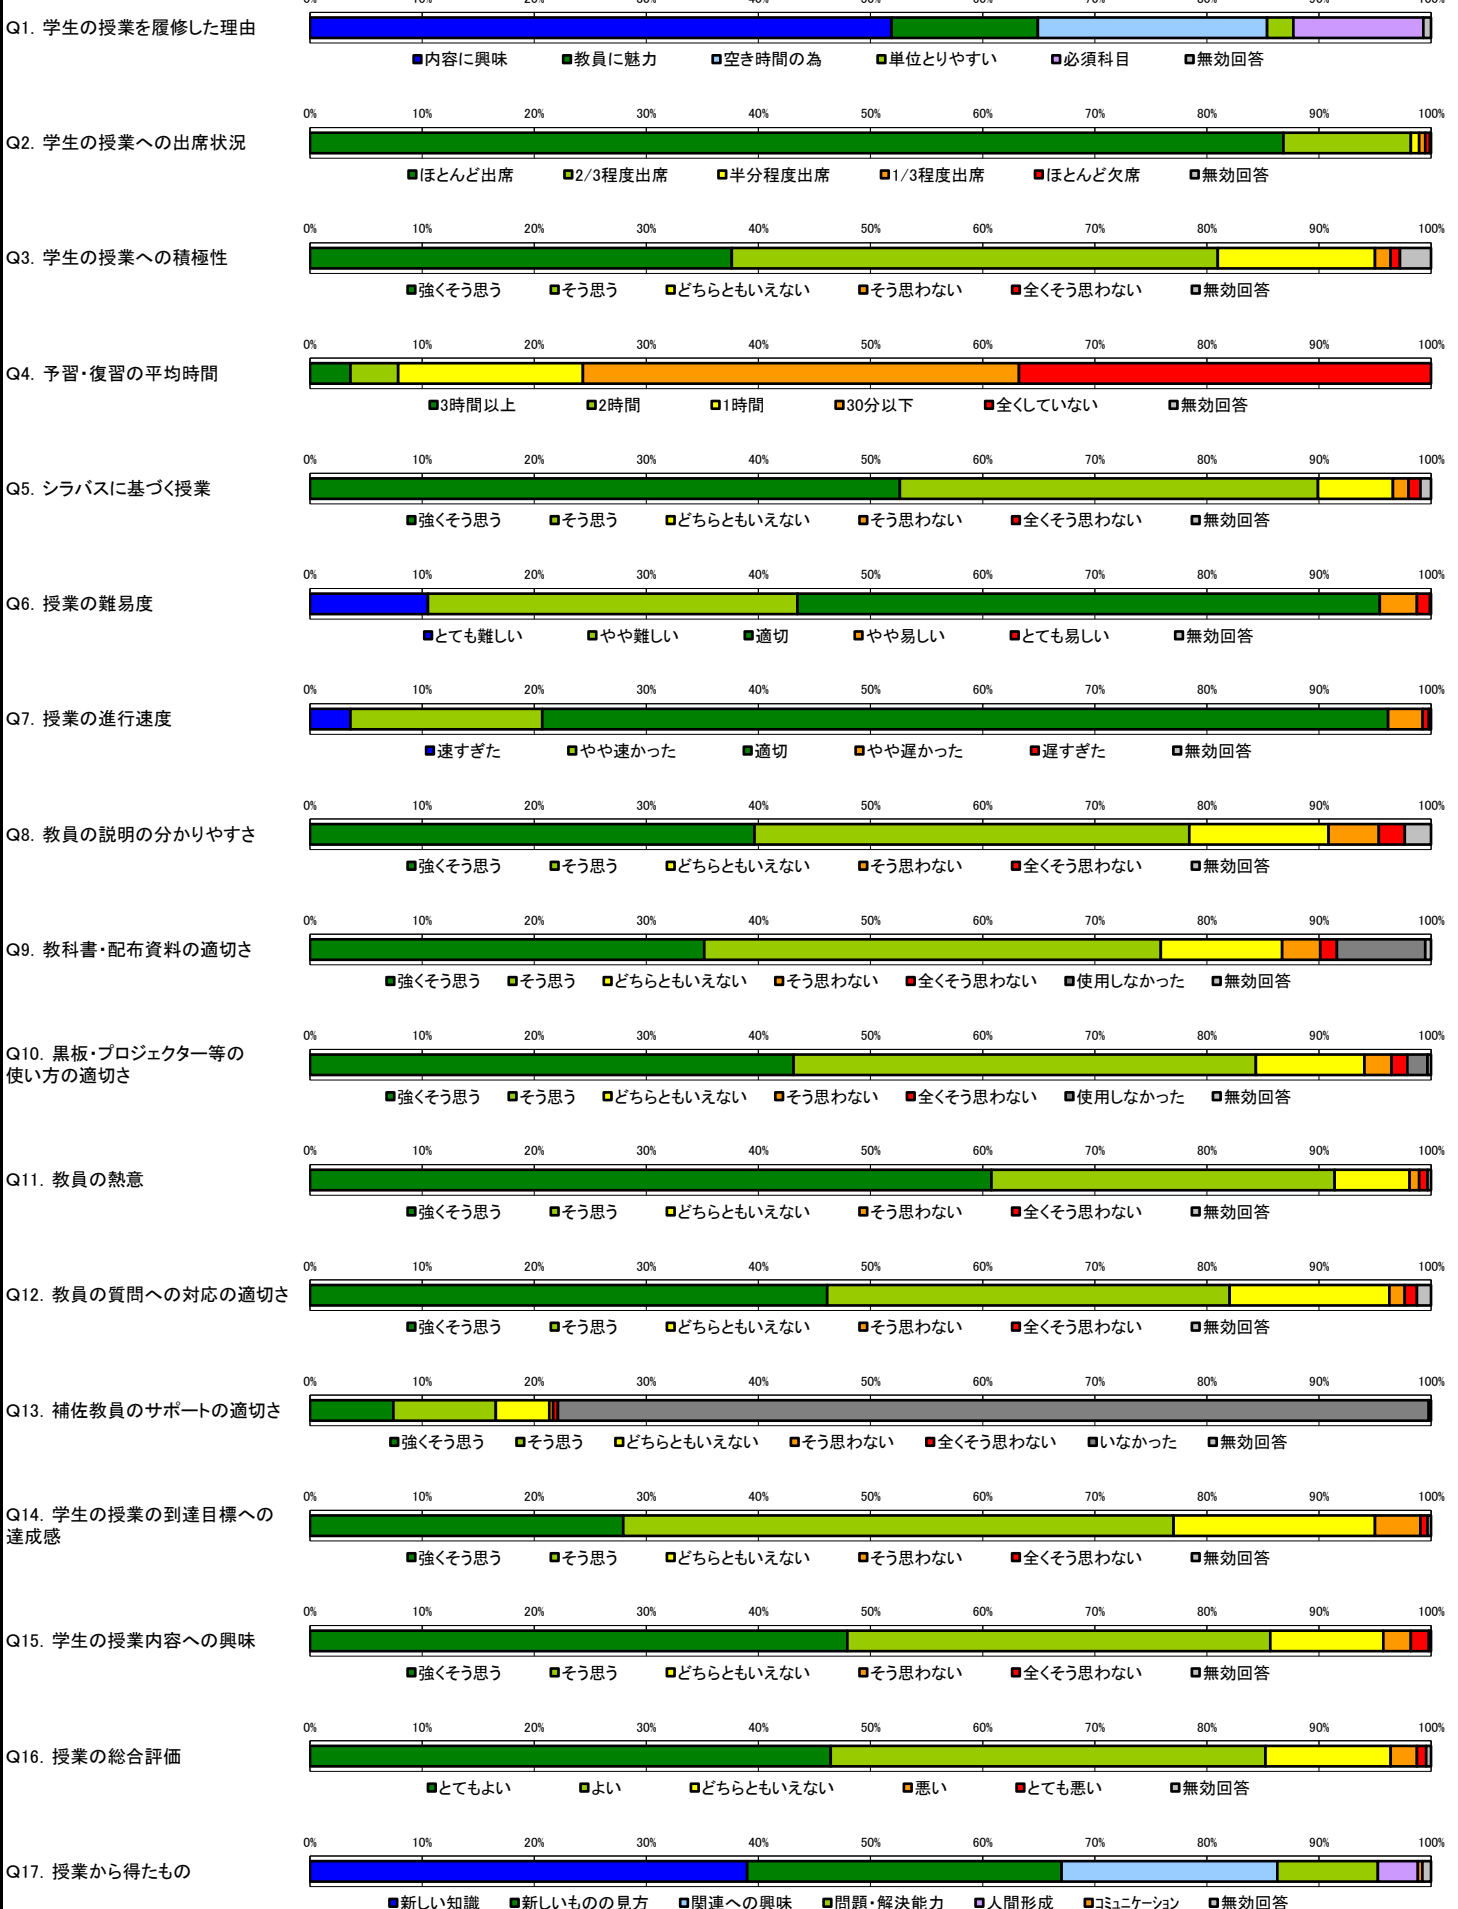 0% 10% 20% 30% 40% 50% 60% 70% 80% 90% 100%
Q1. 学生の授業を履修した理由
内容に興味 教員に魅力 空き時間の為 単位とりやすい 必須科目 無効回答
0% 10% 20% 30% 40% 50% 60% 70% 80% 90% 100%
Q2. 学生の授業への出席状況
ほとんど出席 2/3程度出席 半分程度出席 1/3程度出席 ほとんど欠席 無効回答
0% 10% 20% 30% 40% 50% 60% 70% 80% 90% 100%
Q3. 学生の授業への積極性
強くそう思う そう思う どちらともいえない そう思わない 全くそう思わない 無効回答
0% 10% 20% 30% 40% 50% 60% 70% 80% 90% 100%
Q4. 予習・復習の平均時間
3時間以上 2時間 1時間 30分以下 全くしていない 無効回答
0% 10% 20% 30% 40% 50% 60% 70% 80% 90% 100%
Q5. シラバスに基づく授業
強くそう思う そう思う どちらともいえない そう思わない 全くそう思わない 無効回答
0% 10% 20% 30% 40% 50% 60% 70% 80% 90% 100%
Q6. 授業の難易度
とても難しい やや難しい 適切 やや易しい とても易しい 無効回答
0% 10% 20% 30% 40% 50% 60% 70% 80% 90% 100%
Q7. 授業の進行速度
速すぎた やや速かった 適切 やや遅かった 遅すぎた 無効回答
0% 10% 20% 30% 40% 50% 60% 70% 80% 90% 100%
Q8. 教員の説明の分かりやすさ
強くそう思う そう思う どちらともいえない そう思わない 全くそう思わない 無効回答
0% 10% 20% 30% 40% 50% 60% 70% 80% 90% 100%
Q9. 教科書・配布資料の適切さ
強くそう思う そう思う どちらともいえない そう思わない 全くそう思わない 使用しなかった 無効回答
0% 10% 20% 30% 40% 50% 60% 70% 80% 90% 100%
Q10. 黒板・プロジェクター等の
使い方の適切さ
強くそう思う そう思う どちらともいえない そう思わない 全くそう思わない 使用しなかった 無効回答
0% 10% 20% 30% 40% 50% 60% 70% 80% 90% 100%
Q11. 教員の熱意
強くそう思う そう思う どちらともいえない そう思わない 全くそう思わない 無効回答
0% 10% 20% 30% 40% 50% 60% 70% 80% 90% 100%
Q12. 教員の質問への対応の適切さ
強くそう思う そう思う どちらともいえない そう思わない 全くそう思わない 無効回答
0% 10% 20% 30% 40% 50% 60% 70% 80% 90% 100%
Q13. 補佐教員のサポートの適切さ
強くそう思う そう思う どちらともいえない そう思わない 全くそう思わない いなかった 無効回答
0% 10% 20% 30% 40% 50% 60% 70% 80% 90% 100%
Q14. 学生の授業の到達目標への
達成感
強くそう思う そう思う どちらともいえない そう思わない 全くそう思わない 無効回答
0% 10% 20% 30% 40% 50% 60% 70% 80% 90% 100%
Q15. 学生の授業内容への興味
強くそう思う そう思う どちらともいえない そう思わない 全くそう思わない 無効回答
0% 10% 20% 30% 40% 50% 60% 70% 80% 90% 100%
Q16. 授業の総合評価
とてもよい よい どちらともいえない 悪い とても悪い 無効回答
0% 10% 20% 30% 40% 50% 60% 70% 80% 90% 100%
Q17. 授業から得たもの
新しい知識 新しいものの見方 関連への興味 問題・解決能力 人間形成 コミュニケーション 無効回答